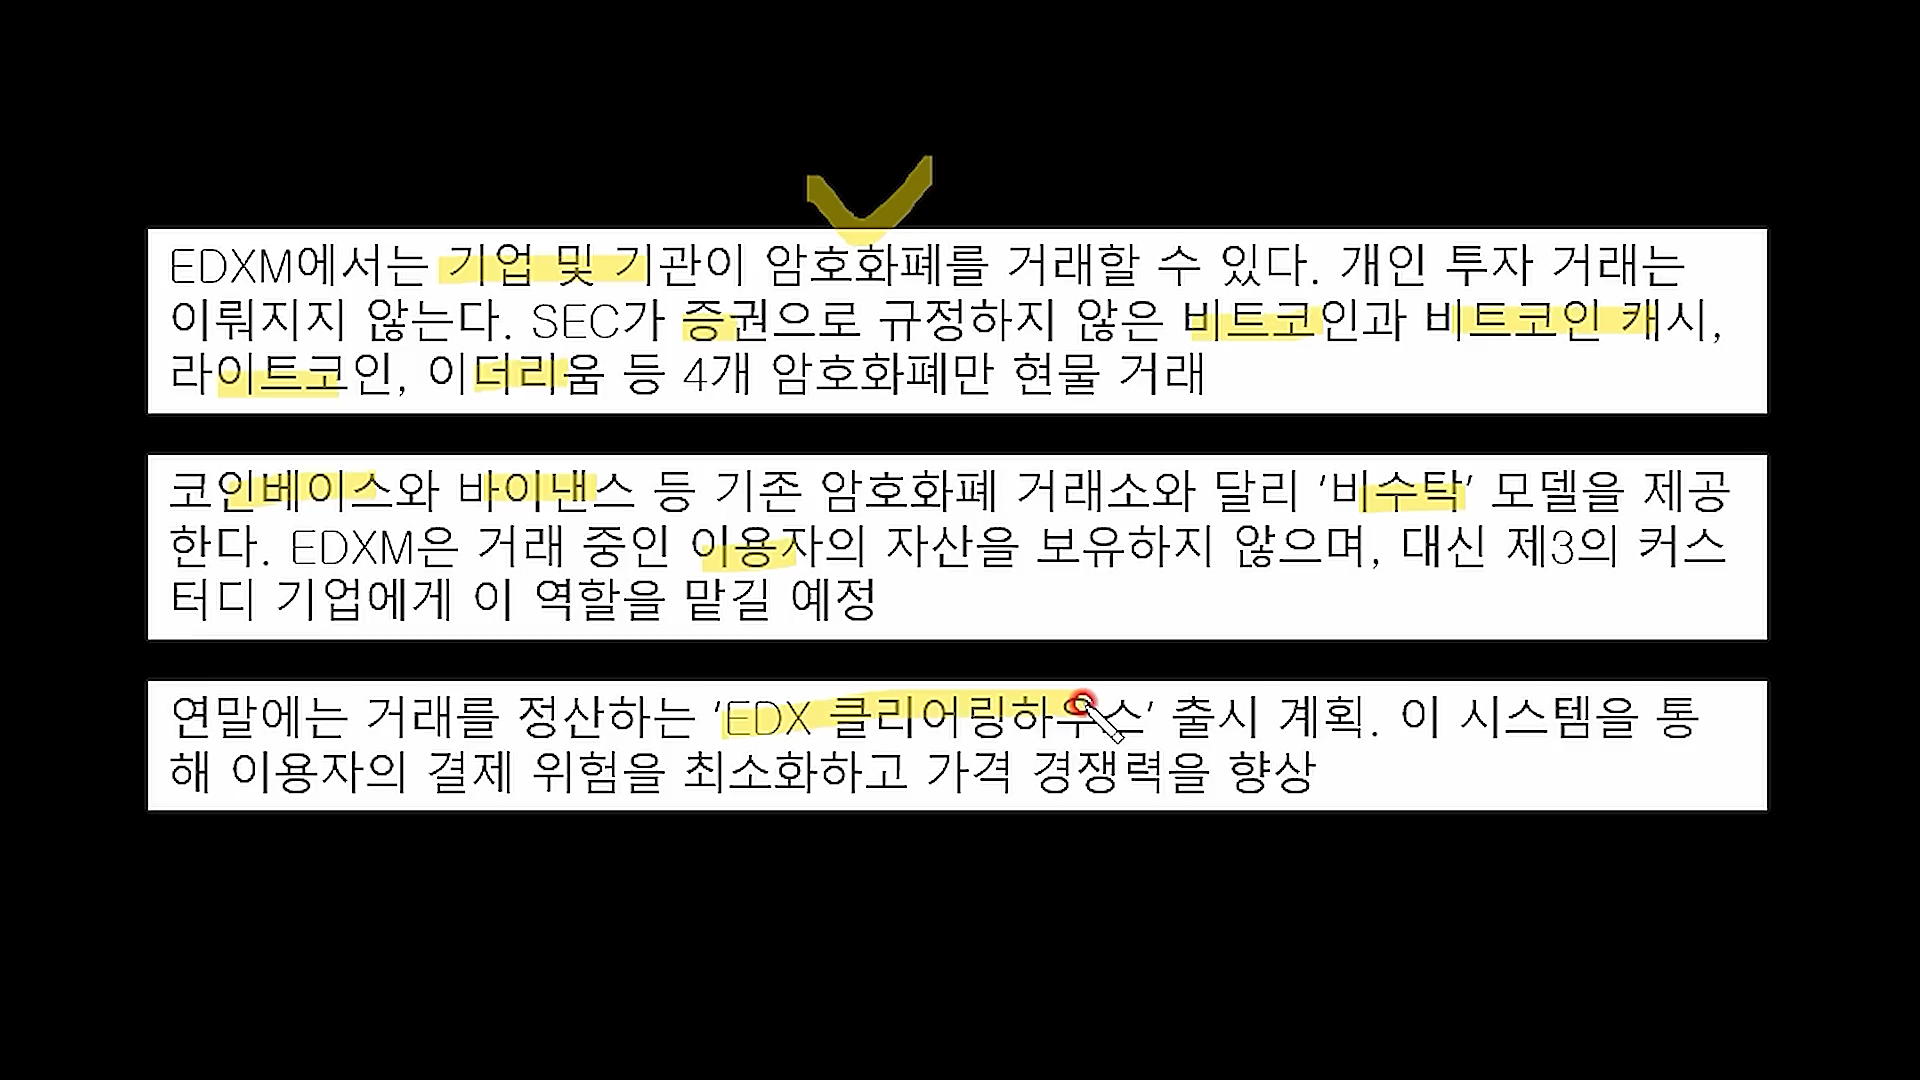 EDXM에서는 기업 및 기관이 암호화폐를 거래할 수 있다. 개인 투자 거래는
이뤄지지 않는다. SEC가 증권으로 규정하지 않은 비트코인과 비트코인 캐시,
라이트코인, 이더리움 등 4개 암호화폐만 현물 거래
코인베이스와 바이낸스 등 기존 암호화폐 거래소와 달리 ‘비수탁’ 모델을 제공
한다. EDXM은 거래 중인 이용자의 자산을 보유하지 않으며, 대신 제3의 커스
터디 기업에게 이 역할을 맡길 예정
연말에는 거래를 정산하는 ‘EDX 클리어링하우스’ 출시 계획. 이 시스템을 통
해 이용자의 결제 위험을 최소화하고 가격 경쟁력을 향상